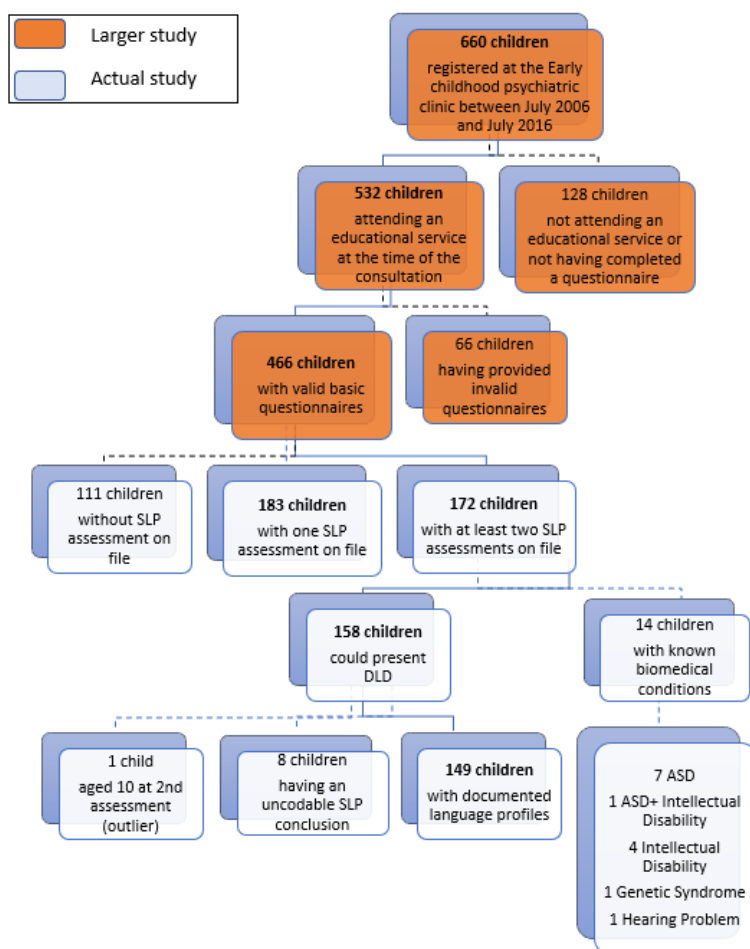 Larger study
Actual study
660 children
registered at the Early
childhood psychiatric
clinic between July 2006
and July 2016
532 children
attending an
educational service
at the time of the
consultation
128 children
not attending an
educational service or
not having completed
a questionnaire
466 children
with valid basic
questionnaires
66 children
having provided
invalid
questionnaires
111 children
without SLP
assessment on
file
183 children
with one SLP
assessment on file
172 children
with at least two SLP
assessments on file
158 children
could present
DLD
14 children
with known
biomedical
conditions
1 child
aged 10 at 2nd
assessment
(outlier)
8 children
having an
uncodable SLP
conclusion
149 children
with documented
language profiles
7 ASD
1 ASD+ Intellectual
Disability
4 Intellectual
Disability
1 Genetic Syndrome
1 Hearing Problem